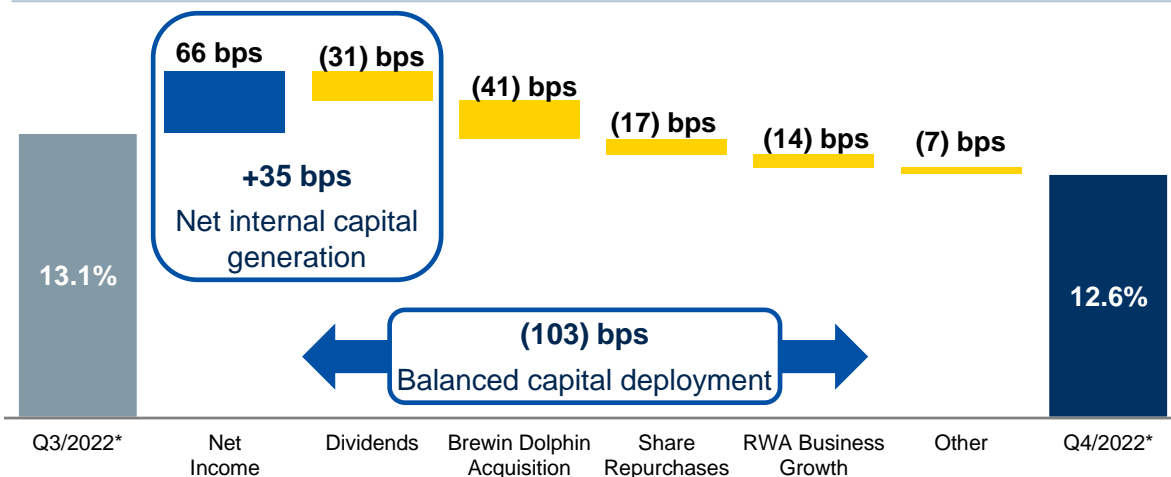 66 bps
(31) bps
(41) bps
(17) bps
(14) bps
(7) bps
+35 bps
Net internal capital
generation
13.1%
12.6%
(103) bps
Balanced capital deployment
Q3/2022*
Net
Income
Dividends
Brewin Dolphin
Acquisition
Share
Repurchases
RWA Business
Growth
Other
Q4/2022*